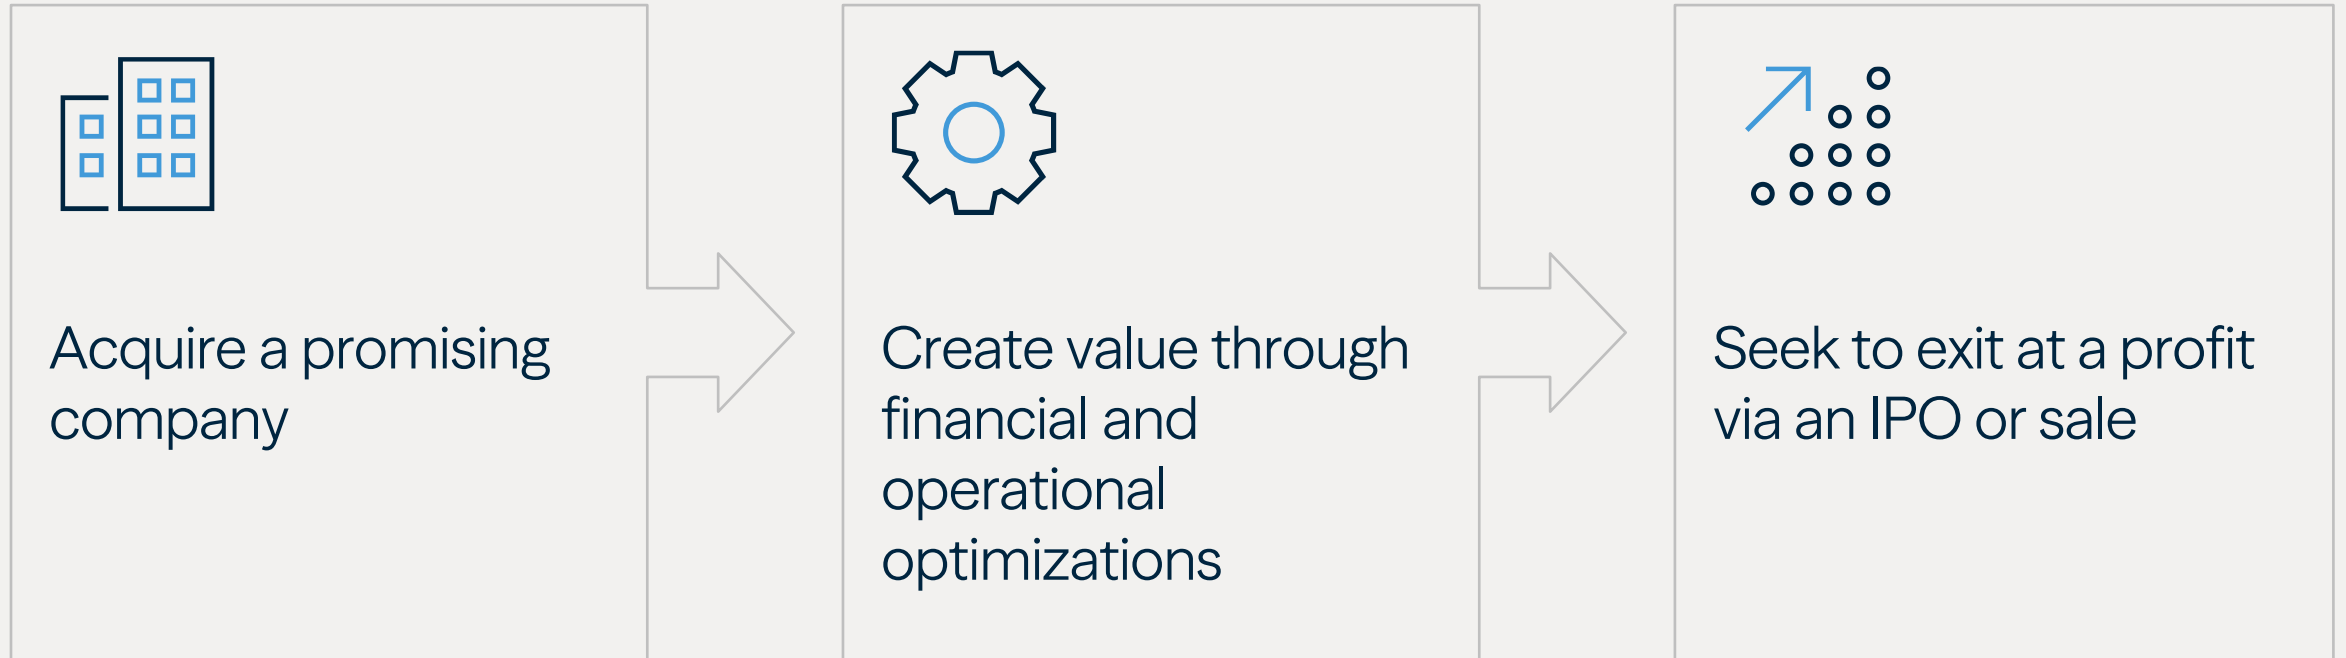 Acquire a promising
company
Create value through
financial and
operational
optimizations
Seek to exit at a profit
via an IPO or sale